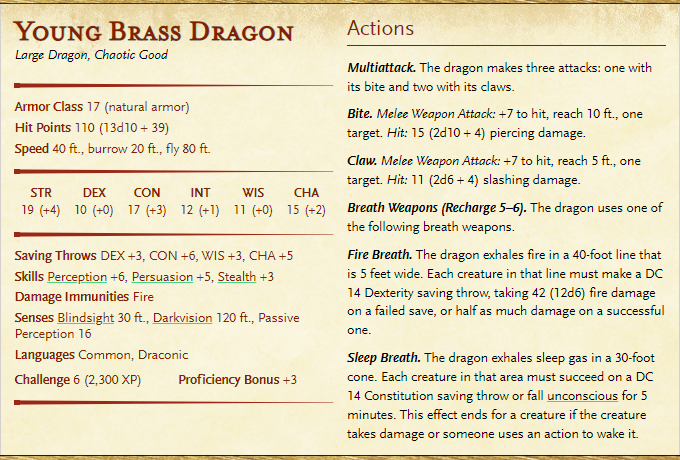 Young Brass Dragon
Large Dragon, Chaotic Good
Armor Class 17 (natural armor)
Hit Points 110 (13d10 + 39)
Speed 40 ft., burrow 20 ft., fly 80 ft.
STR DEX CON INT WIS CHA
19 (+4) 10 (+0) 17 (+3) 12 (+1) 11 (+0) 15 (+2)
Saving Throws DEX +3, CON +6, WIS +3, CHA +5
Skills Perception +6, Persuasion +5, Stealth +3
Damage Immunities Fire
Senses Blindsight 30 ft., Darkvision 120 ft., Passive
Perception 16
Languages Common, Draconic
Challenge 6 (2,300 XP) Proficiency Bonus +3
Actions
Multiattack. The dragon makes three attacks: one with
its bite and two with its claws.
Bite. Melee Weapon Attack: +7 to hit, reach 10 ft., one
target. Hit: 15 (2d10 + 4) piercing damage.
Claw. Melee Weapon Attack: +7 to hit, reach 5 ft., one
target. Hit: 11 (2d6 + 4) slashing damage.
Breath Weapons (Recharge 5–6). The dragon uses one of
the following breath weapons.
Fire Breath. The dragon exhales fire in a 40-foot line that
is 5 feet wide. Each creature in that line must make a DC
14 Dexterity saving throw, taking 42 (12d6) fire damage
on a failed save, or half as much damage on a successful
one.
Sleep Breath. The dragon exhales sleep gas in a 30-foot
cone. Each creature in that area must succeed on a DC
14 Constitution saving throw or fall unconscious for 5
minutes. This effect ends for a creature if the creature
takes damage or someone uses an action to wake it.